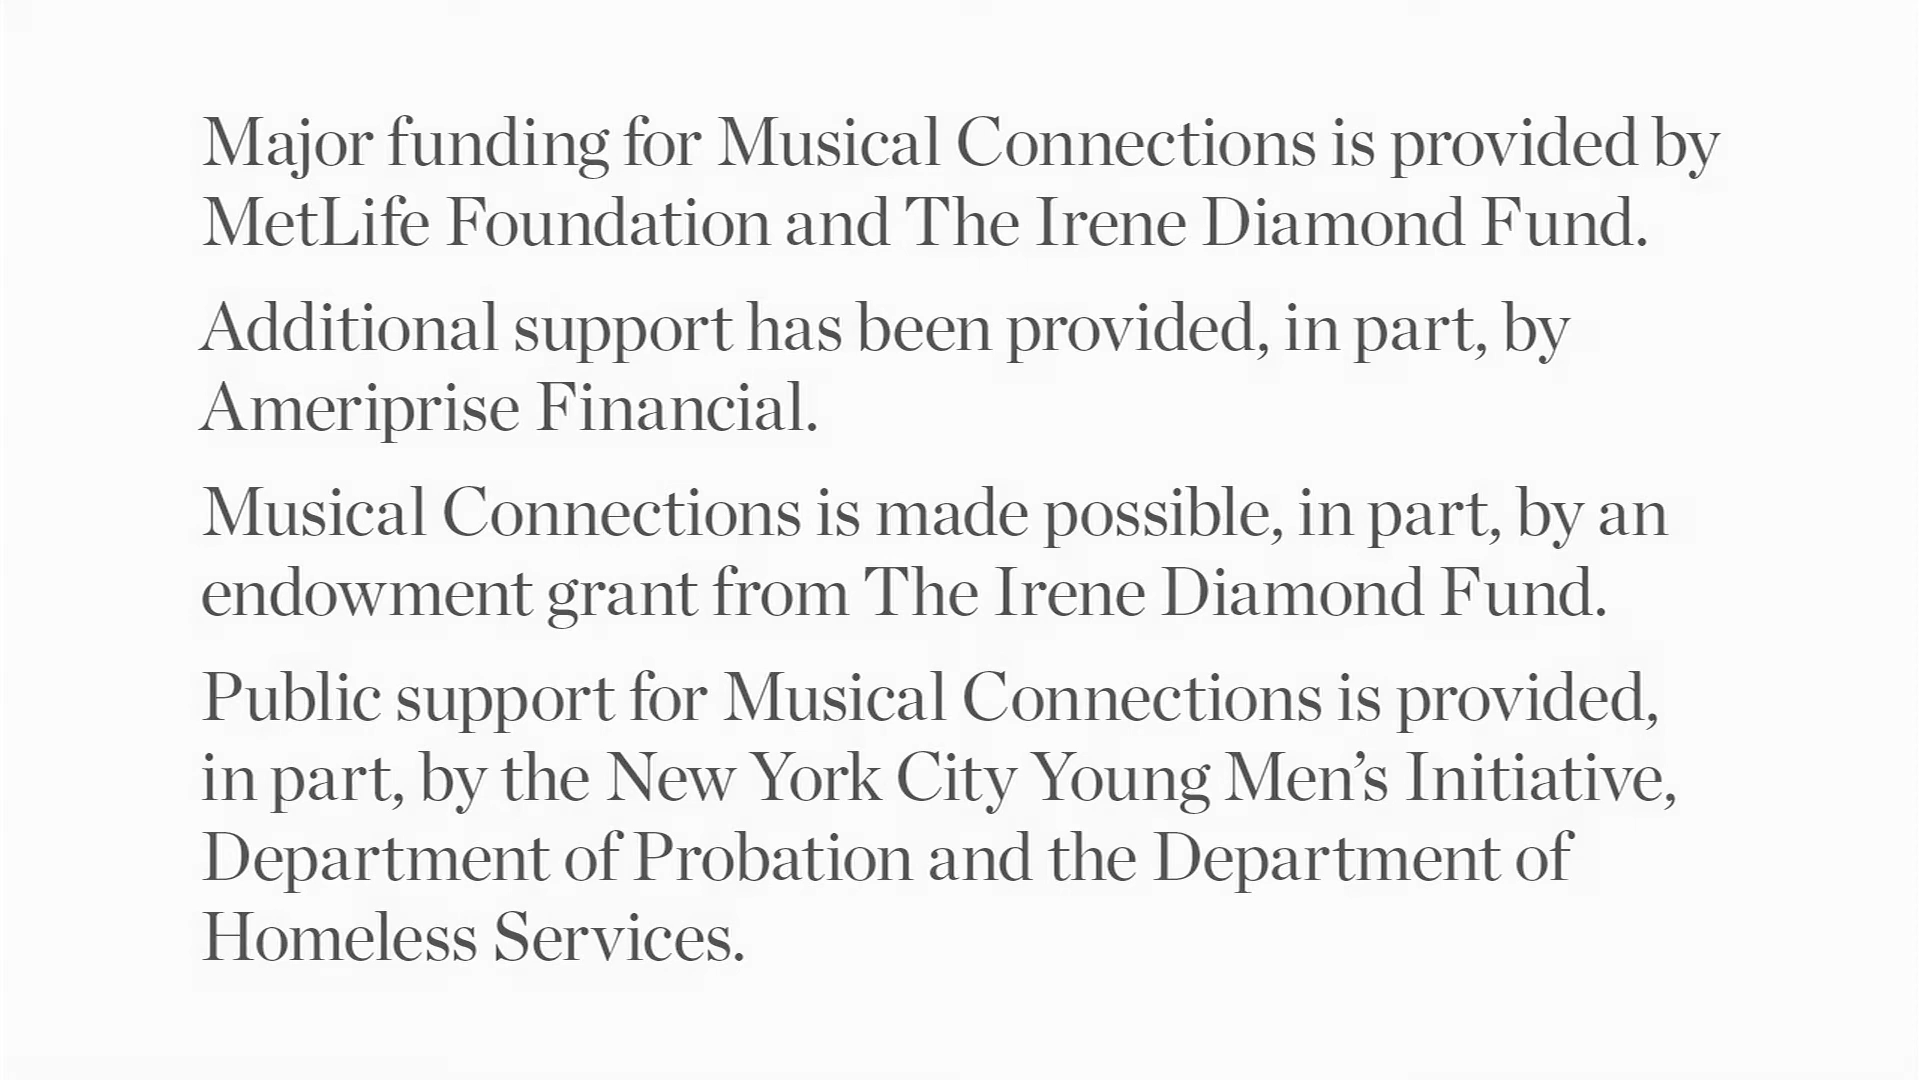 Major funding for Musical Connections is provided by
MetLife Foundation and The Irene Diamond Fund.
Additional support has been provided, in part, by
Ameriprise Financial.
Musical Connections is made possible, in part, by an
endowment grant from The Irene Diamond Fund.
Public support for Musical Connections is provided,
in part, by the New York City Young Men’s Initiative,
Department of Probation and the Department of
Homeless Services.